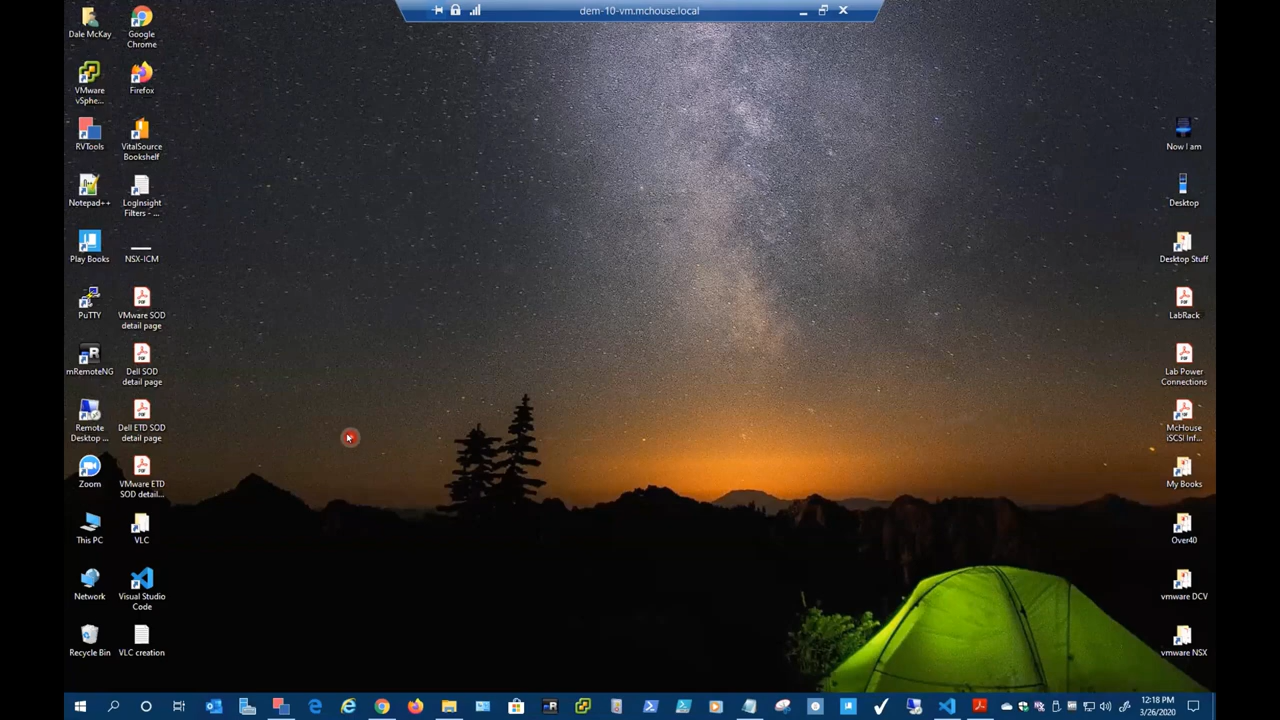 dem-10-vm.mchouse.local
Dale McKay
Google
Chrome
VMware
vSphe...
Firefox
RVTools
VitalSource
Bookshelf
Notepad++
LogInsight
Filters - ...
Play Books
NSX-ICM
PuTTY
VMware SOD
detail page
mRemoteNG
Dell SOD
detail page
Remote
Desktop ...
Dell ETD SOD
detail page
Zoom
VMware ETD
SOD detail...
This PC
VLC
Network
Visual Studio
Code
Recycle Bin
VLC creation
Now I am
Desktop
Desktop Stuff
LabRack
Lab Power
Connections
McHouse
iSCSI Inf...
My Books
Over40
vmware DCV
vmware NSX
12:18 PM
3/26/2020